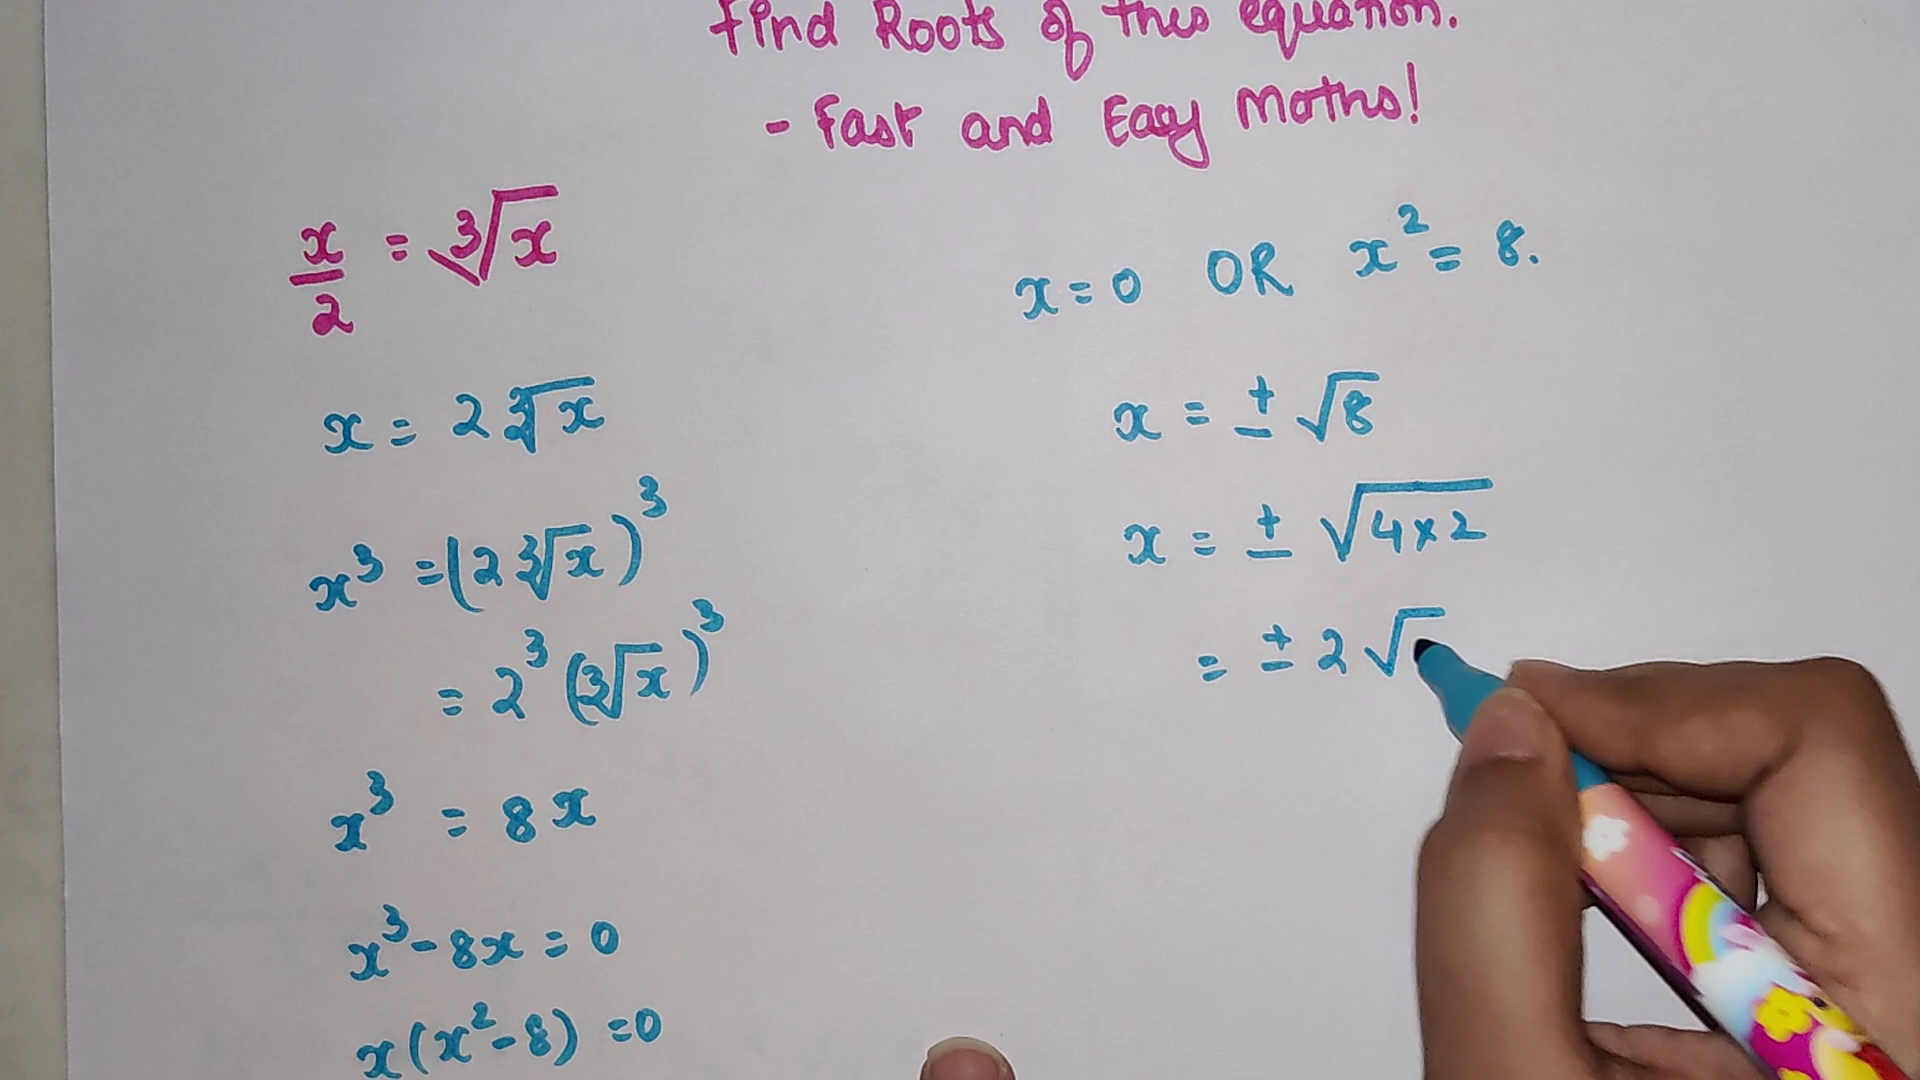 Find Roots of this equation.
- Fast and Easy Maths!
x/2 = ∛x
x = 2∛x
x³ = (2∛x)³
= 2³(∛x)³
x³ = 8x
x³ - 8x = 0
x(x² - 8) = 0
x = 0 OR x² = 8.
x = ± √8
x = ± √4×2
= ± 2√